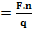 = F.n
q